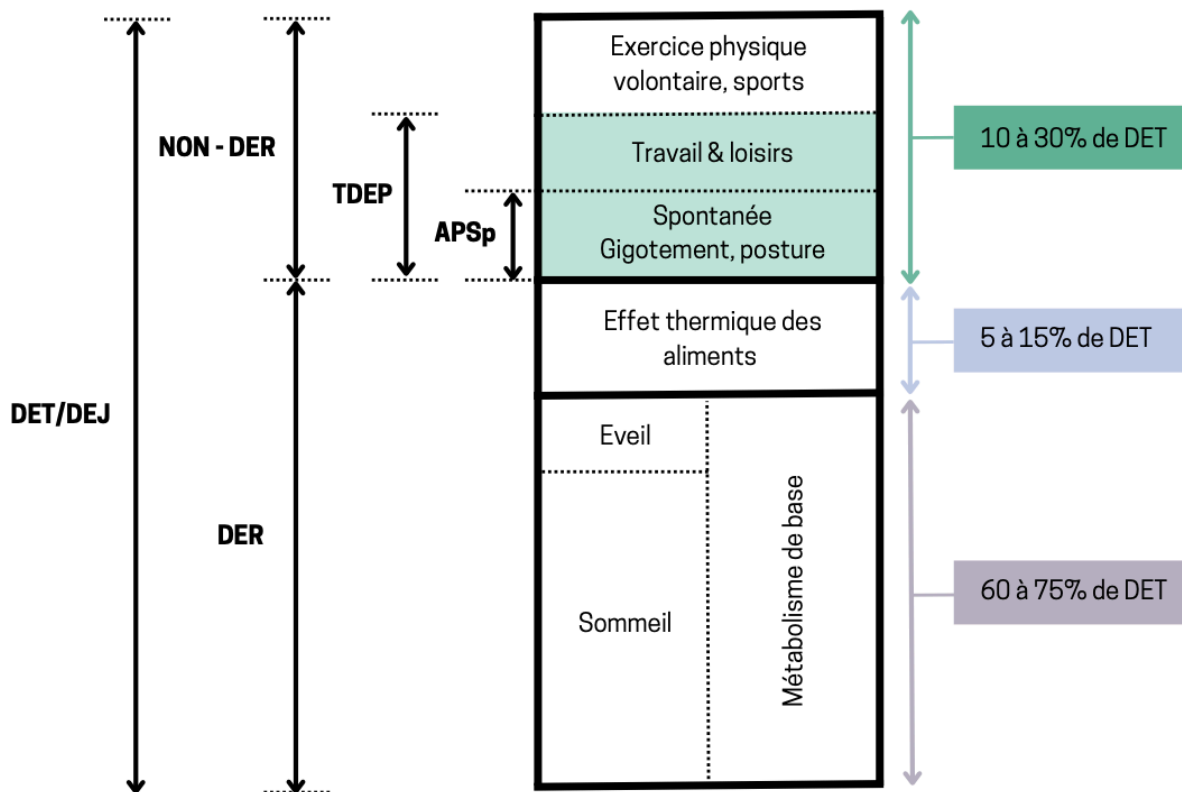 Exercice physique
volontaire, sports
10 à 30% de DET
NON - DER
Travail & loisirs
TDEP
Spontanée
Gigotement, posture
APSp
Effet thermique des
aliments
5 à 15% de DET
DET/DEJ
Eveil
DER
Métabolisme de base
60 à 75% de DET
Sommeil